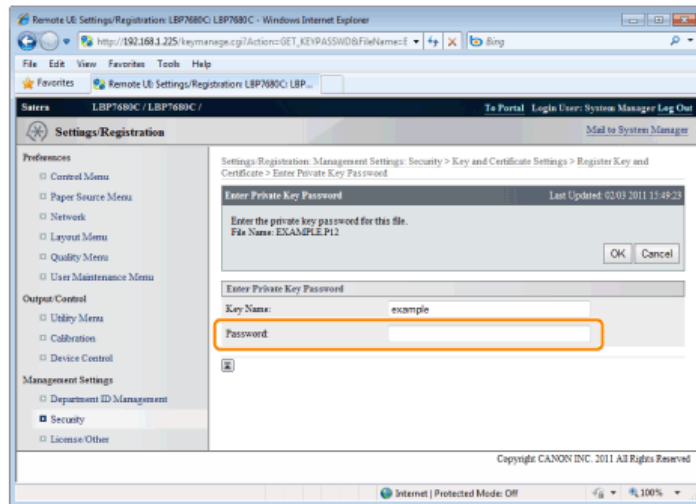 Remote UI: Settings/Registration: LBP7680C: LBP7680C - Windows Internet Explorer
http://192.168.1.225/keymanage.cgi?Action=GET_KEYPASSWD&FileName=E
Bing
File Edit View Favorites Tools Help
Favorites
Remote UI: Settings/Registration: LBP7680C: LBP...
Satera LBP7680C / LBP7680C /
To Portal Login User: System Manager Log Out
Settings/Registration
Mail to System Manager
Preferences
Control Menu
Paper Source Menu
Network
Layout Menu
Quality Menu
User Maintenance Menu
Output/Control
Utility Menu
Calibration
Device Control
Management Settings
Department ID Management
Security
License/Other
Settings/Registration: Management Settings: Security > Key and Certificate Settings > Register Key and
Certificate > Enter Private Key Password
Enter Private Key Password
Last Updated: 02/03 2011 15:49:23
Enter the private key password for this file.
File Name: EXAMPLE.P12
OK Cancel
Enter Private Key Password
Key Name: example
Password:
Copyright CANON INC. 2011 All Rights Reserved
Internet | Protected Mode: Off
100%